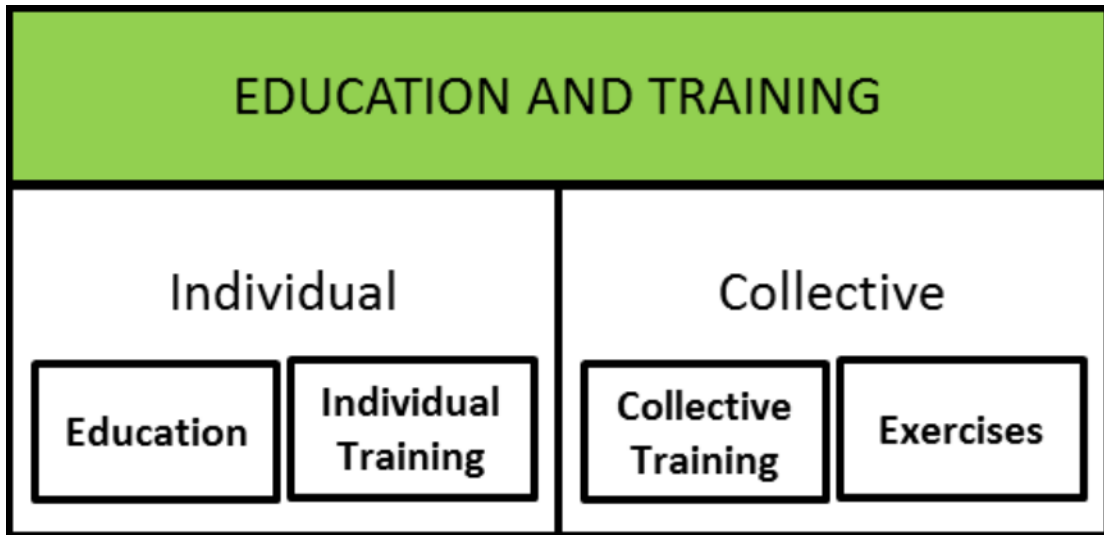 EDUCATION AND TRAINING
Individual
Collective
Education
Individual
Training
Collective
Training
Exercises